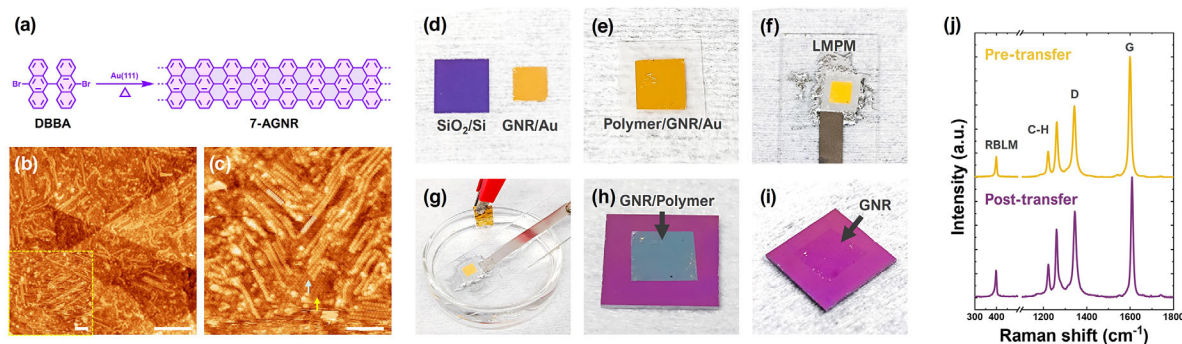 (a)
Br
Br
Au(111)
△
DBBA
7-AGNR
(b)
(c)
(d)
SiO₂/Si
GNR/Au
(e)
Polymer/GNR/Au
(f)
LMPM
(g)
(h)
GNR/Polymer
(i)
GNR
(j)
Pre-transfer
G
D
C-H
RBLM
Post-transfer
Intensity (a.u.)
300 400 1200 1400 1600 1800
Raman shift (cm⁻¹)